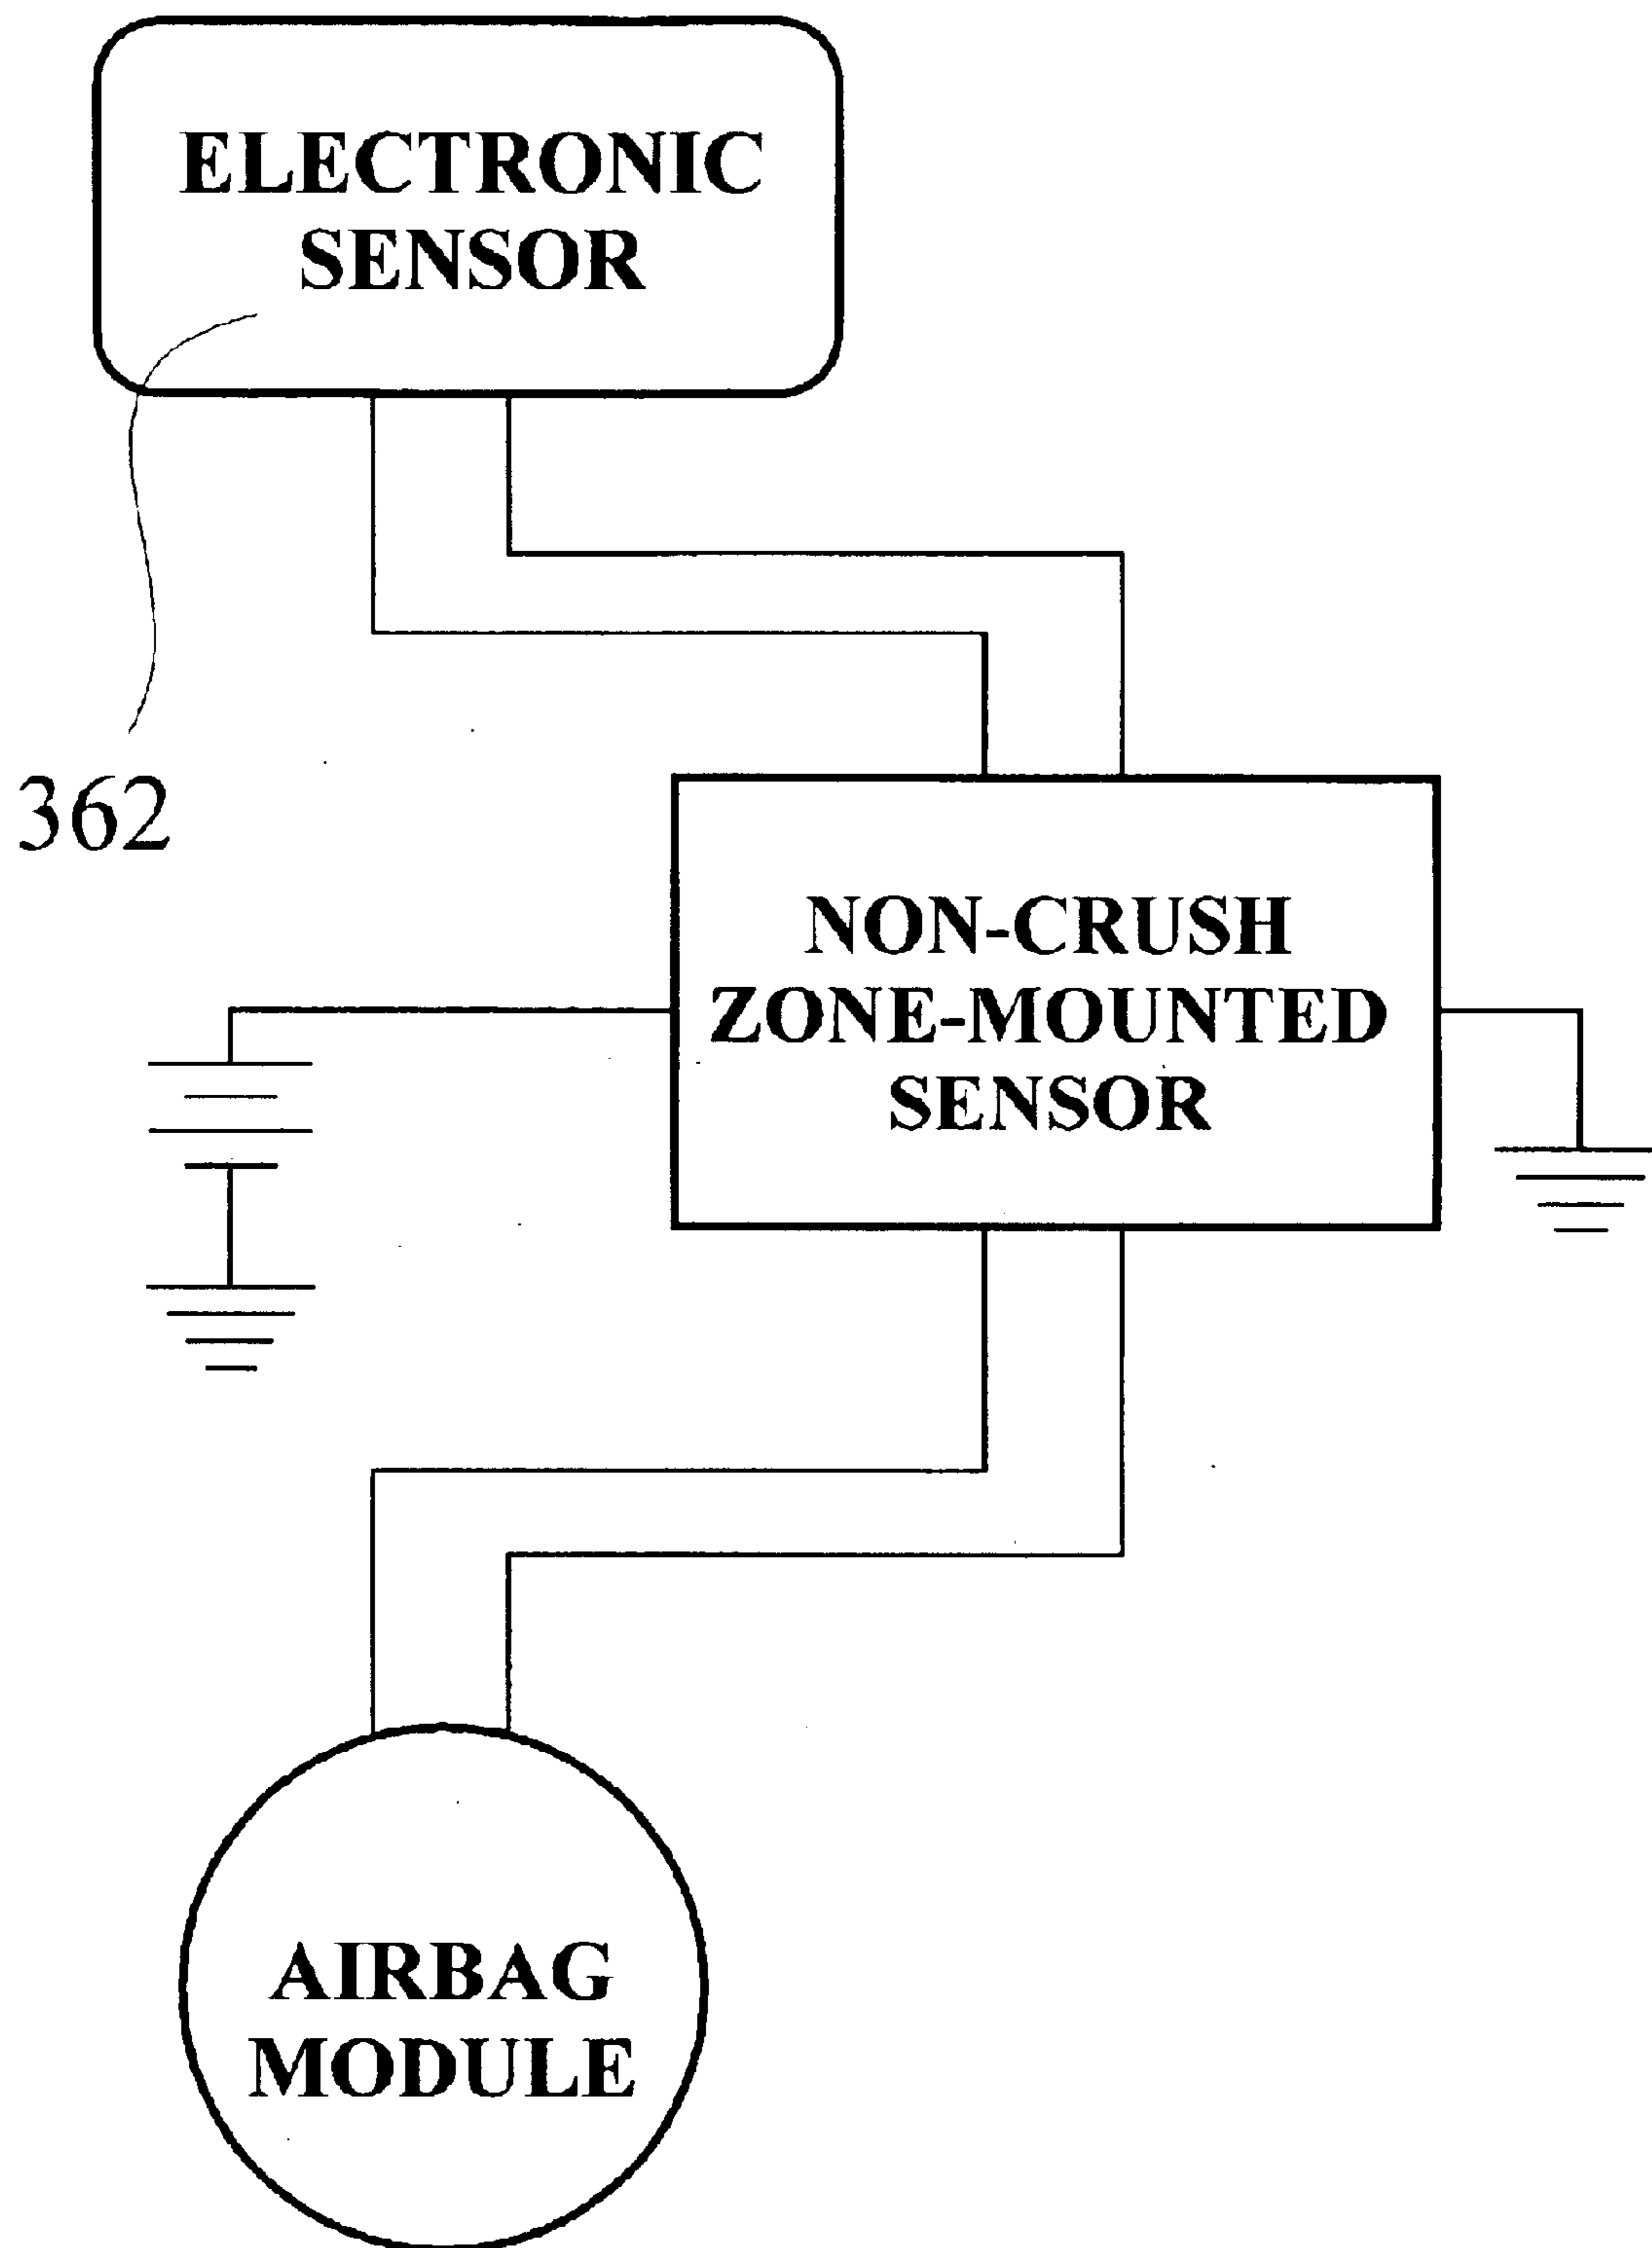 ELECTRONIC
SENSOR
362
NON-CRUSH
ZONE-MOUNTED
SENSOR
AIRBAG
MODULE